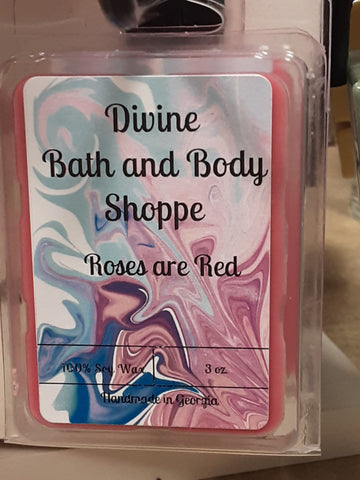 Divine
Bath and Body
Shoppe
Roses are Red
100% Soy Wax 3 oz.
Handmade in Georgia